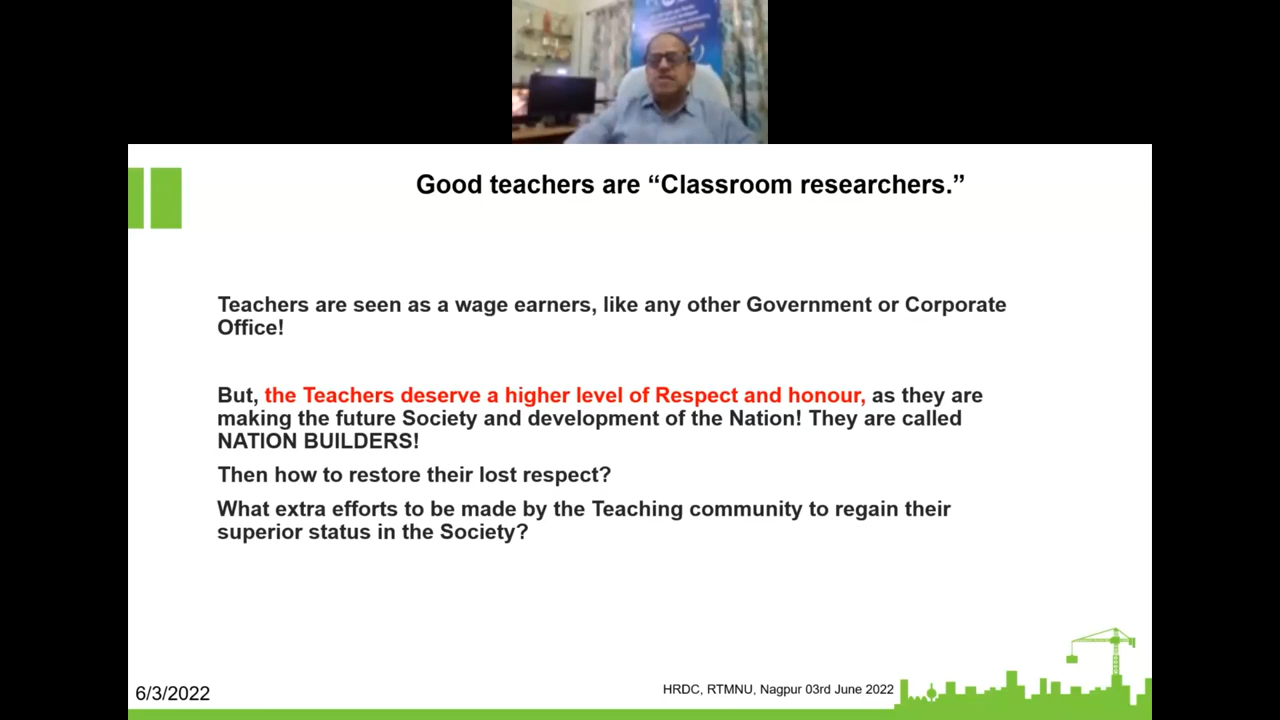 Good teachers are “Classroom researchers.”
Teachers are seen as a wage earners, like any other Government or Corporate
Office!
But, the Teachers deserve a higher level of Respect and honour, as they are
making the future Society and development of the Nation! They are called
NATION BUILDERS!
Then how to restore their lost respect?
What extra efforts to be made by the Teaching community to regain their
superior status in the Society?
6/3/2022
HRDC, RTMNU, Nagpur 03rd June 2022